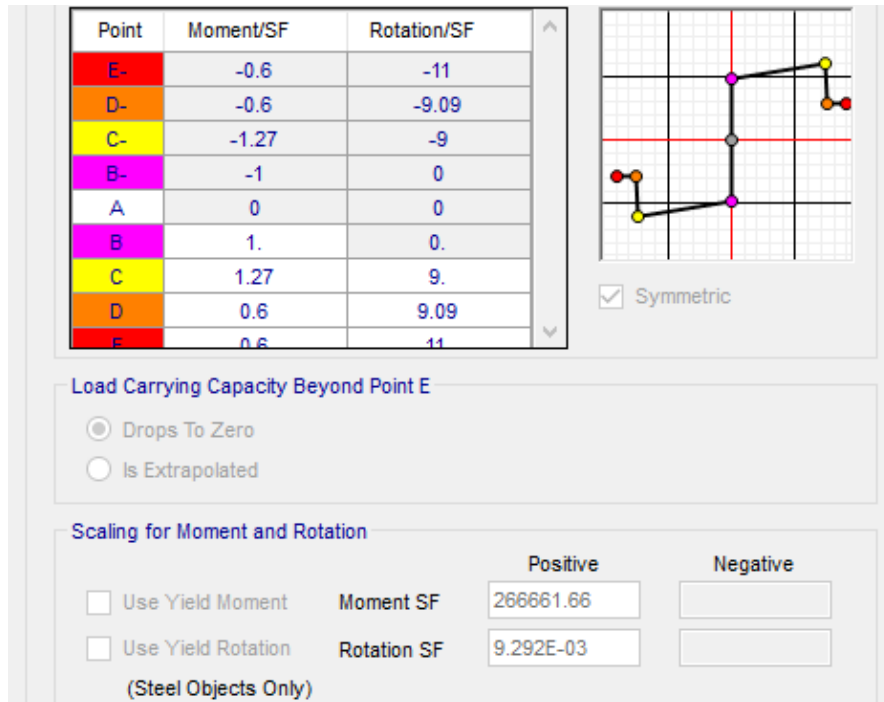 Point Moment/SF Rotation/SF
E- -0.6 -11
D- -0.6 -9.09
C- -1.27 -9
B- -1 0
A 0 0
B 1. 0.
C 1.27 9.
D 0.6 9.09
E 0.6 11
Symmetric
Load Carrying Capacity Beyond Point E
Drops To Zero
Is Extrapolated
Scaling for Moment and Rotation
Positive Negative
Use Yield Moment Moment SF 266661.66
Use Yield Rotation Rotation SF 9.292E-03
(Steel Objects Only)